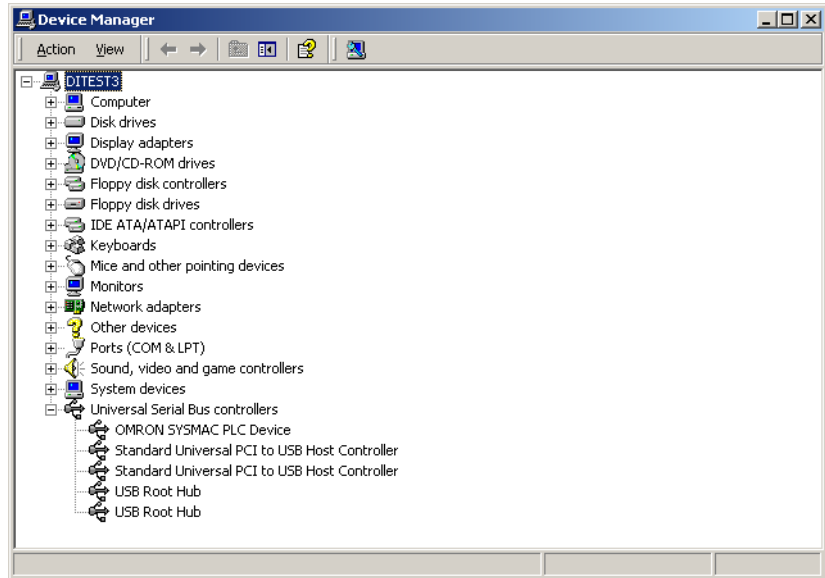 Device Manager
Action View
DITEST3
Computer
Disk drives
Display adapters
DVD/CD-ROM drives
Floppy disk controllers
Floppy disk drives
IDE ATA/ATAPI controllers
Keyboards
Mice and other pointing devices
Monitors
Network adapters
Other devices
Ports (COM & LPT)
Sound, video and game controllers
System devices
Universal Serial Bus controllers
OMRON SYSMAC PLC Device
Standard Universal PCI to USB Host Controller
Standard Universal PCI to USB Host Controller
USB Root Hub
USB Root Hub